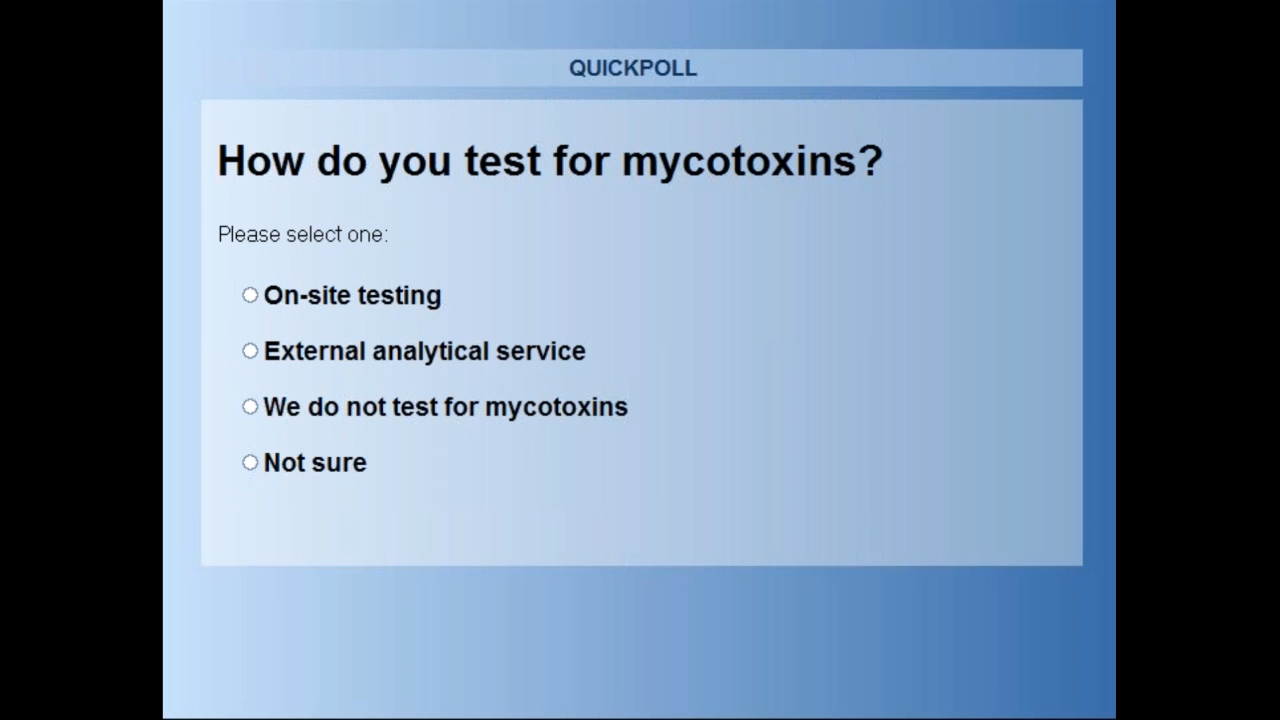 QUICKPOLL
How do you test for mycotoxins?
Please select one:
On-site testing
External analytical service
We do not test for mycotoxins
Not sure